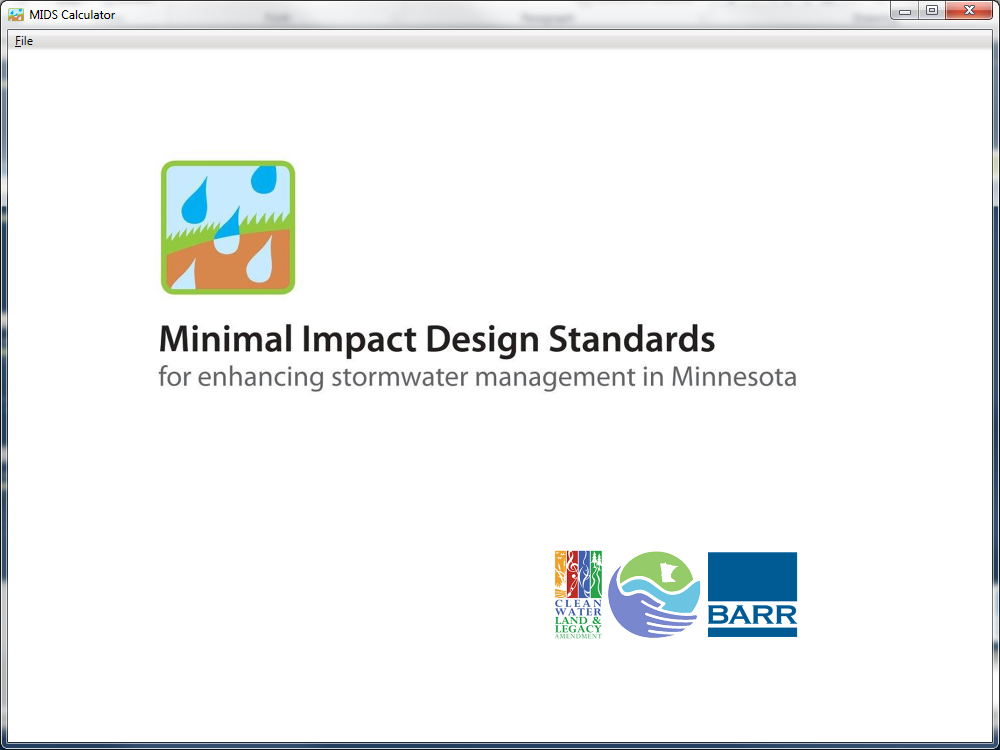 MIDS Calculator
File
Minimal Impact Design Standards
for enhancing stormwater management in Minnesota
CLEAN
WATER
LAND &
LEGACY
AMENDMENT
BARR